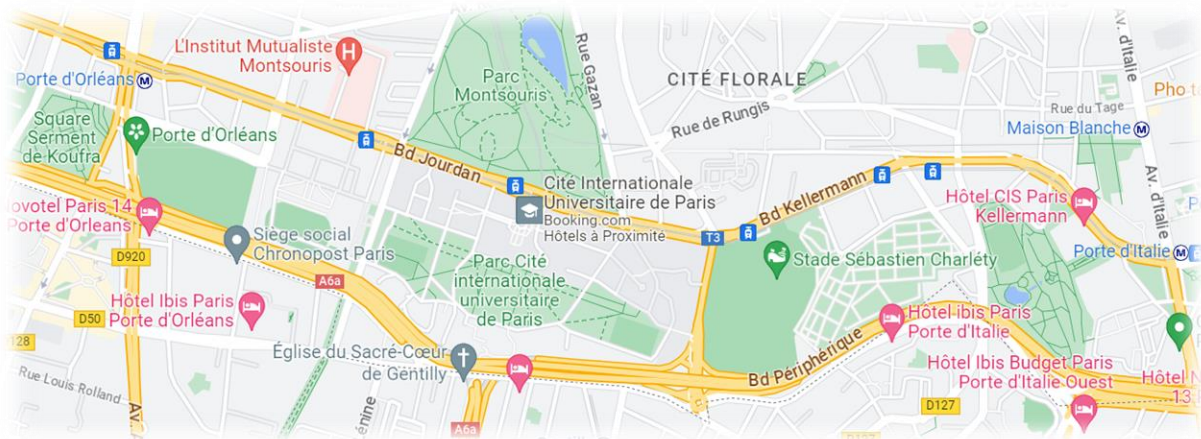 L'Institut Mutualiste
Montsouris
H
Porte d'Orléans
M
Square
Serment
de Koufra
Porte d'Orléans
Parc
Montsouris
Rue Gazan
CITÉ FLORALE
Rue de Rungis
Av. d'Italie
Rue du Tage
Maison Blanche
M
Bd Jourdan
Cité Internationale
Universitaire de Paris
Booking.com
Hôtels à Proximité
Bd Kellermann
T3
Hôtel CIS Paris
Kellermann
Av. d'Italie
Porte d'Italie
M
Novotel Paris 14
Porte d'Orleans
D920
Siège social
Chronopost Paris
A6a
Parc Cité
internationale
universitaire
de Paris
Stade Sébastien Charléty
Hôtel Ibis Paris
Porte d'Orléans
D50
Hôtel ibis Paris
Porte d'Italie
Bd Périphérique
Église du Sacré-Cœur
de Gentilly
Hôtel Ibis Budget Paris
Porte d'Italie Ouest
Rue Louis Rolland
A6a
D127